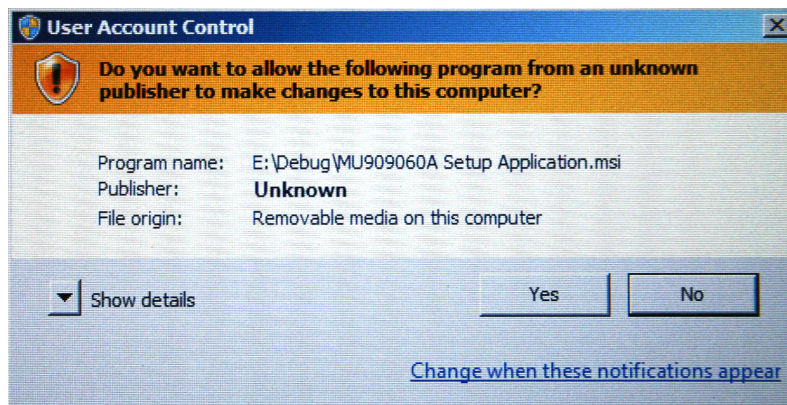 User Account Control
Do you want to allow the following program from an unknown
publisher to make changes to this computer?
Program name: E:\Debug\MU909060A Setup Application.msi
Publisher: Unknown
File origin: Removable media on this computer
Show details
Yes
No
Change when these notifications appear